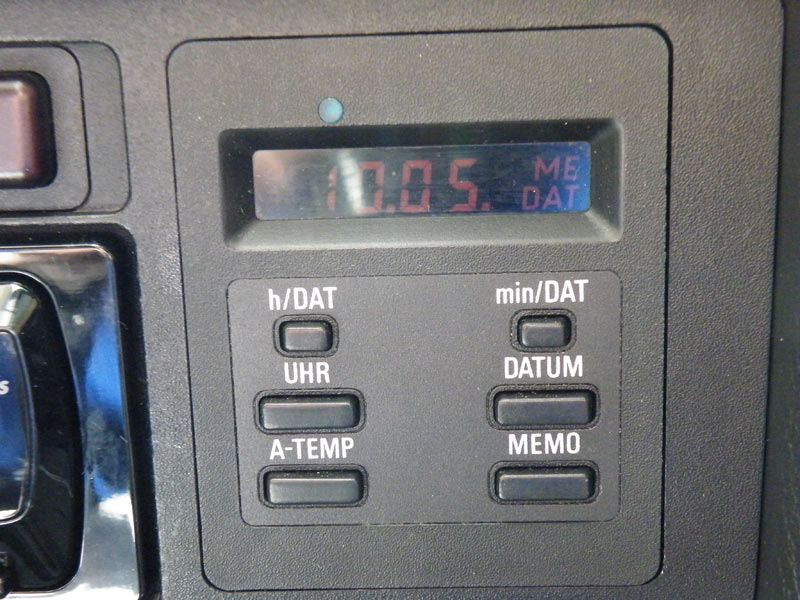 10.05. ME
DAT
h/DAT min/DAT
UHR DATUM
A-TEMP MEMO
s